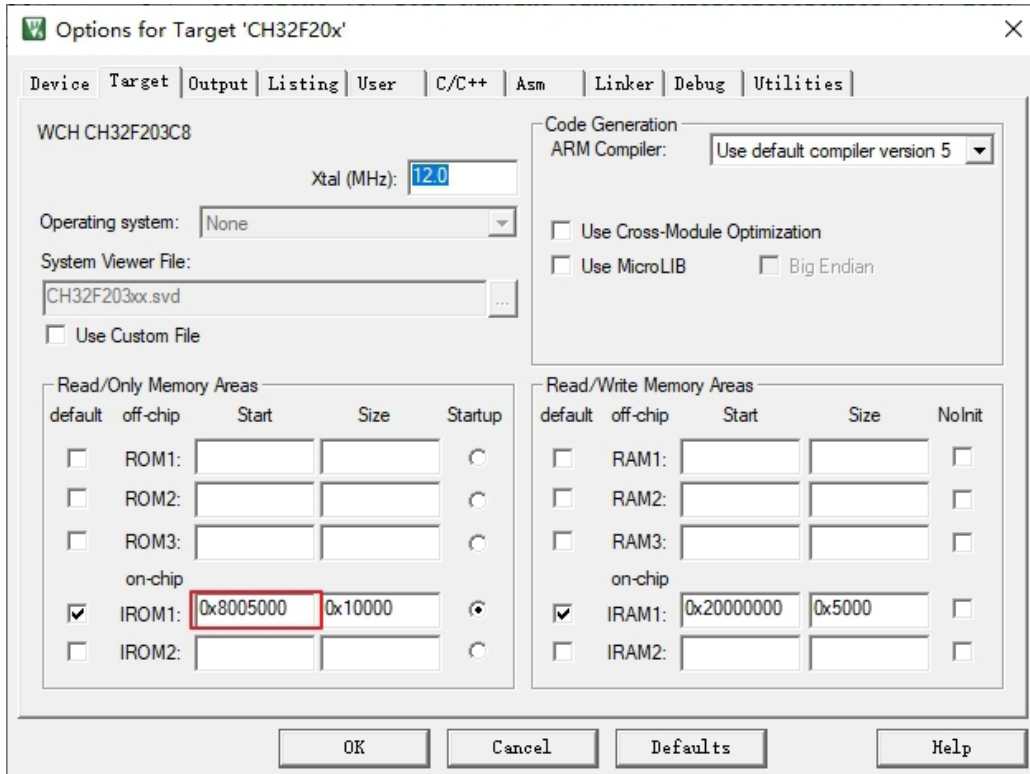 Options for Target 'CH32F20x'
Device Target Output Listing User C/C++ Asm Linker Debug Utilities
WCH CH32F203C8
Xtal (MHz): 12.0
Operating system: None
System Viewer File:
CH32F203xx.svd
...
Use Custom File
Code Generation
ARM Compiler: Use default compiler version 5
Use Cross-Module Optimization
Use MicroLIB Big Endian
Read/Only Memory Areas
default off-chip Start Size Startup
ROM1:
ROM2:
ROM3:
on-chip
IROM1: 0x8005000 0x10000
IROM2:
Read/Write Memory Areas
default off-chip Start Size NoInit
RAM1:
RAM2:
RAM3:
on-chip
IRAM1: 0x20000000 0x5000
IRAM2:
OK Cancel Defaults Help